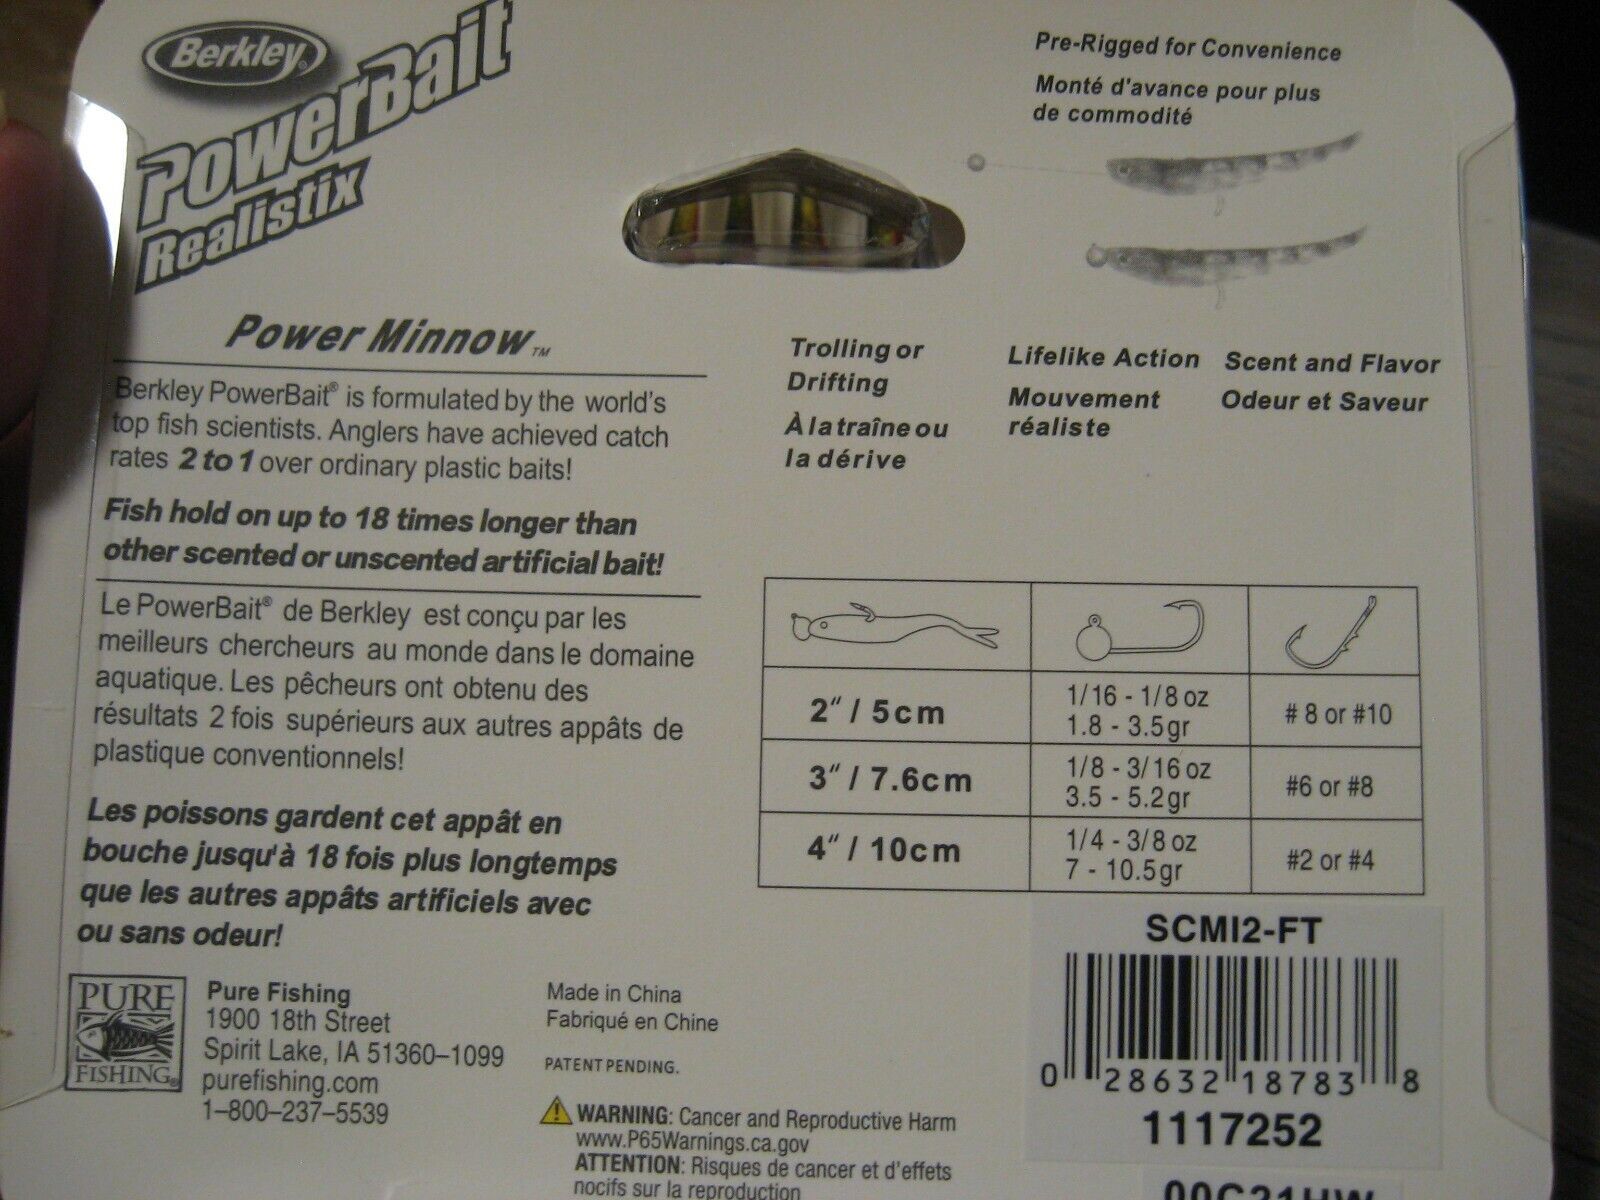 Berkley®
PowerBait
Realistix
Power Minnow™
Berkley PowerBait® is formulated by the world's
top fish scientists. Anglers have achieved catch
rates 2 to 1 over ordinary plastic baits!
Fish hold on up to 18 times longer than
other scented or unscented artificial bait!
Le PowerBait® de Berkley est conçu par les
meilleurs chercheurs au monde dans le domaine
aquatique. Les pêcheurs ont obtenu des
résultats 2 fois supérieurs aux autres appâts de
plastique conventionnels!
Les poissons gardent cet appât en
bouche jusqu'à 18 fois plus longtemps
que les autres appâts artificiels avec
ou sans odeur!
PURE
FISHING®
Pure Fishing
1900 18th Street
Spirit Lake, IA 51360–1099
purefishing.com
1–800–237–5539
Made in China
Fabriqué en Chine
PATENT PENDING.
WARNING: Cancer and Reproductive Harm
www.P65Warnings.ca.gov
ATTENTION: Risques de cancer et d'effets
nocifs sur la reproduction
Pre-Rigged for Convenience
Monté d'avance pour plus
de commodité
Trolling or
Drifting
À la traîne ou
la dérive
Lifelike Action
Mouvement
réaliste
Scent and Flavor
Odeur et Saveur
2" / 5cm
1/16 - 1/8 oz
1.8 - 3.5gr
# 8 or #10
3" / 7.6cm
1/8 - 3/16 oz
3.5 - 5.2gr
#6 or #8
4" / 10cm
1/4 - 3/8 oz
7 - 10.5gr
#2 or #4
SCMI2-FT
0 28632 18783 8
1117252